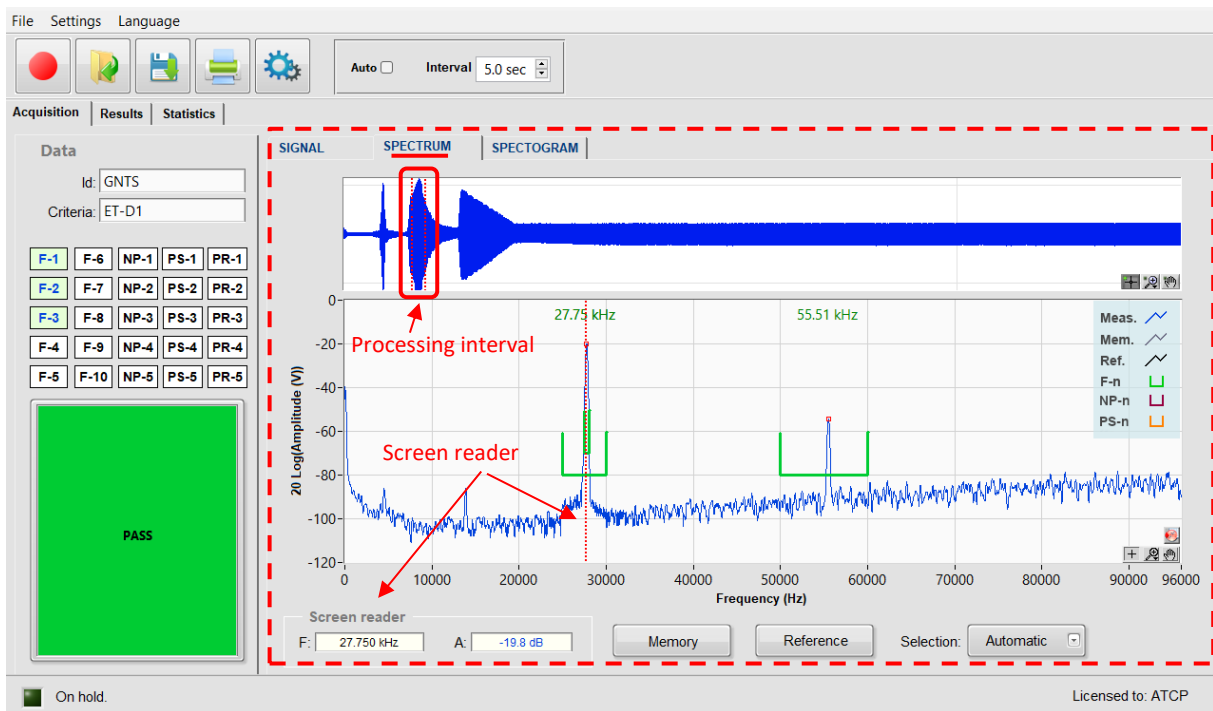 File Settings Language
Auto Interval 5.0 sec
Acquisition Results Statistics
Data
Id: GNTS
Criteria: ET-D1
F-1 F-6 NP-1 PS-1 PR-1
F-2 F-7 NP-2 PS-2 PR-2
F-3 F-8 NP-3 PS-3 PR-3
F-4 F-9 NP-4 PS-4 PR-4
F-5 F-10 NP-5 PS-5 PR-5
PASS
SIGNAL SPECTRUM SPECTOGRAM
Processing interval
27.75 kHz 55.51 kHz
Screen reader
Meas.
Mem.
Ref.
F-n
NP-n
PS-n
20 Log(Amplitude (V))
0
-20
-40
-60
-80
-100
-120
0 10000 20000 30000 40000 50000 60000 70000 80000 90000 96000
Frequency (Hz)
Screen reader
F: 27.750 kHz A: -19.8 dB
Memory Reference Selection: Automatic
On hold. Licensed to: ATCP